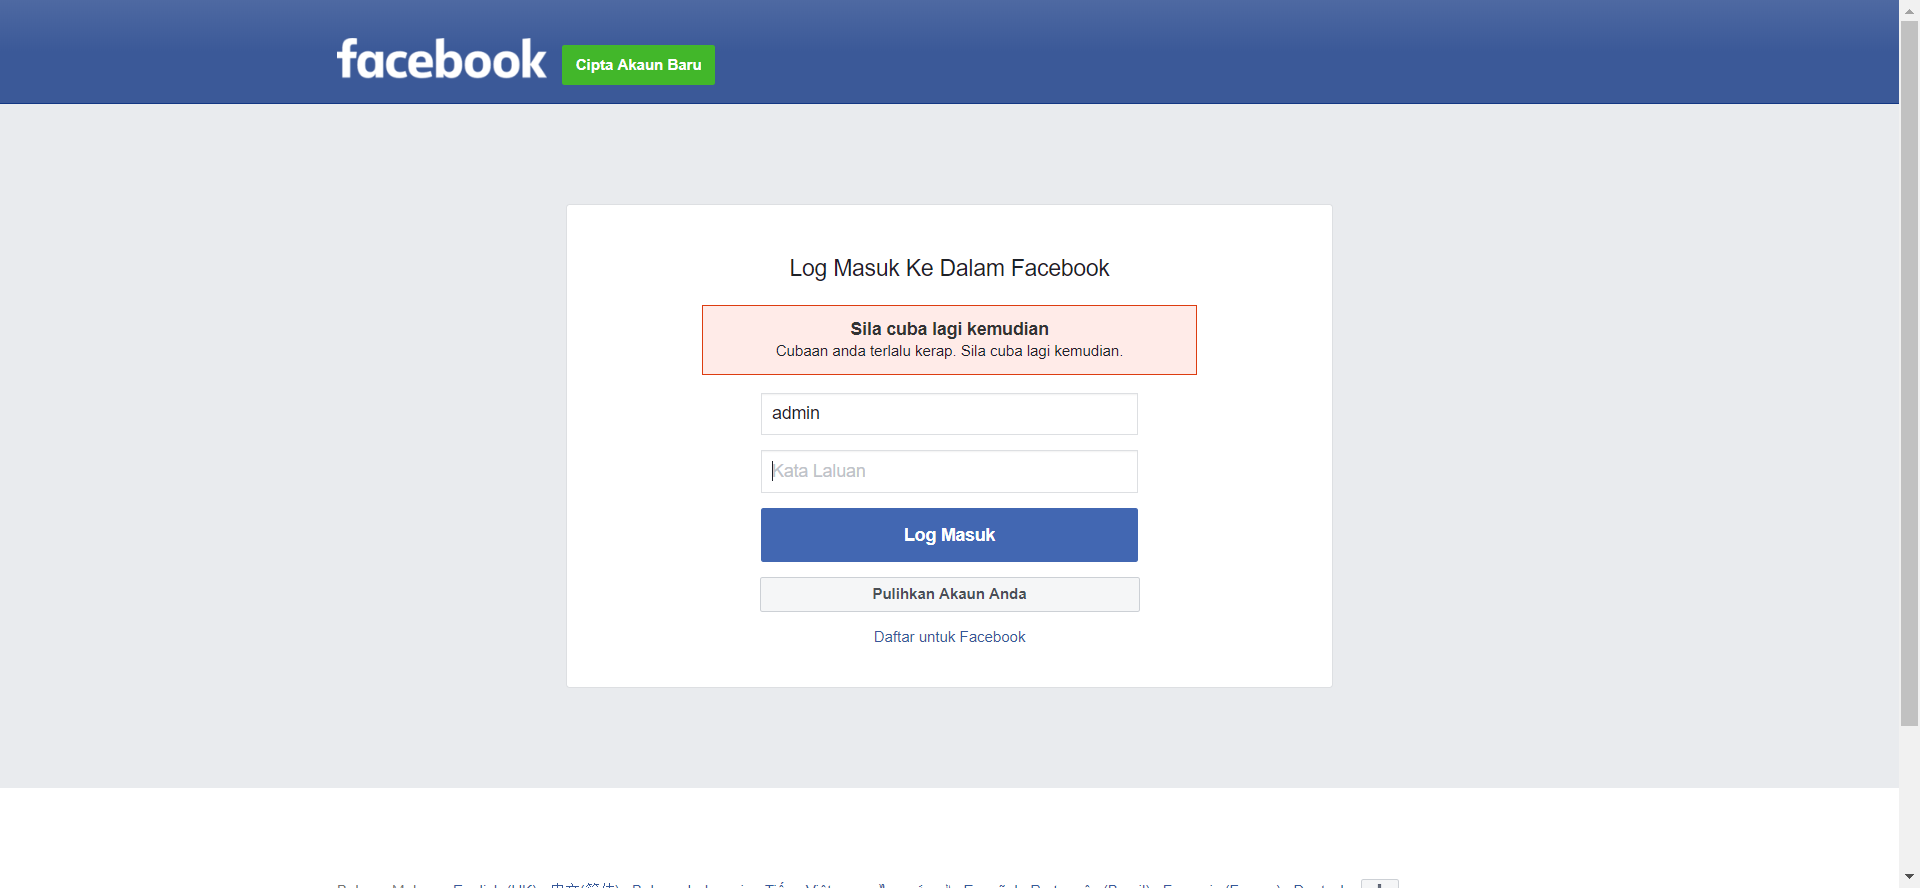 facebook
Cipta Akaun Baru
Log Masuk Ke Dalam Facebook
Sila cuba lagi kemudian
Cubaan anda terlalu kerap. Sila cuba lagi kemudian.
admin
Kata Laluan
Log Masuk
Pulihkan Akaun Anda
Daftar untuk Facebook